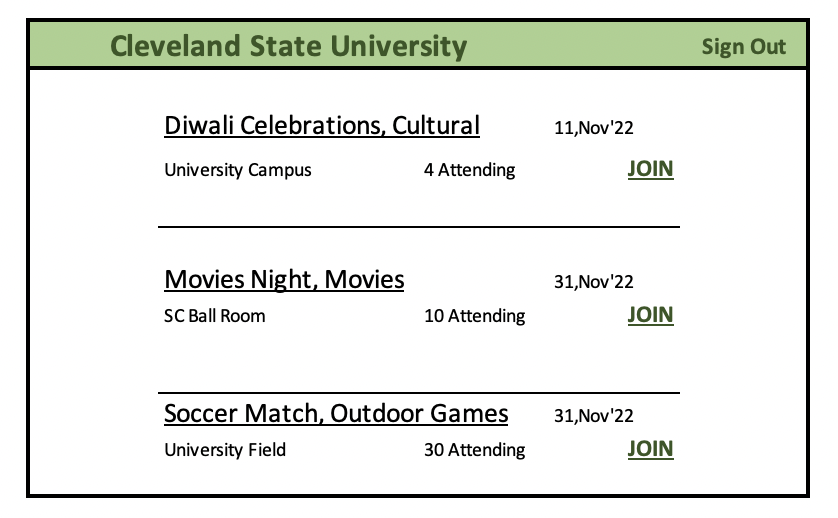 Cleveland State University Sign Out
Diwali Celebrations, Cultural 11,Nov'22
University Campus 4 Attending JOIN
Movies Night, Movies 31,Nov'22
SC Ball Room 10 Attending JOIN
Soccer Match, Outdoor Games 31,Nov'22
University Field 30 Attending JOIN